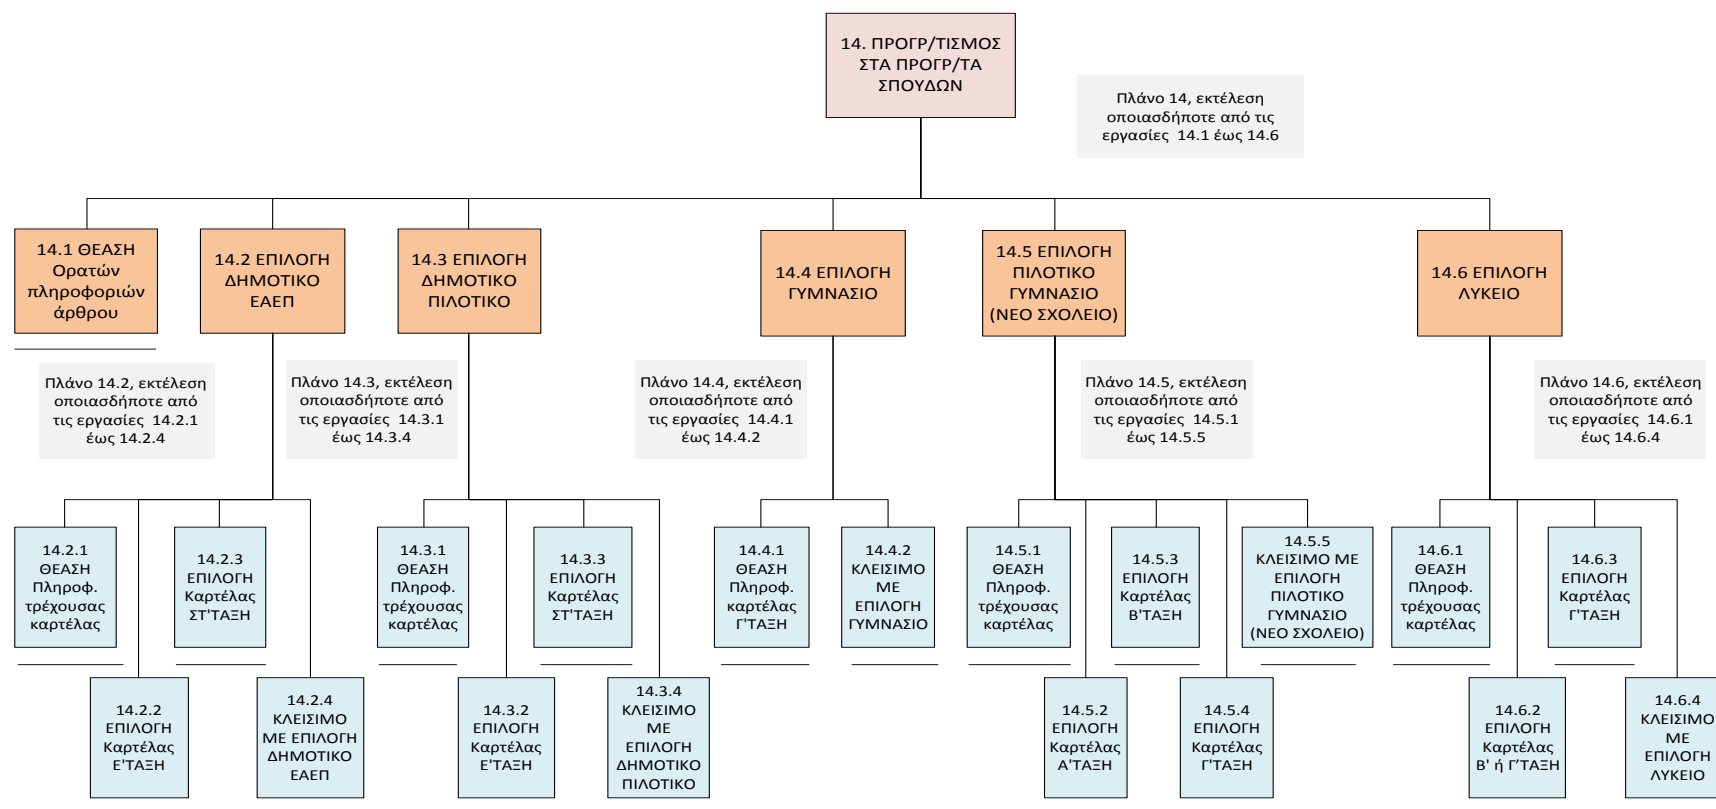 14. ΠΡΟΓΡ/ΤΙΣΜΟΣ
ΣΤΑ ΠΡΟΓΡ/ΤΑ
ΣΠΟΥΔΩΝ
Πλάνο 14, εκτέλεση
οποιασδήποτε από τις
εργασίες 14.1 έως 14.6
14.1 ΘΕΑΣΗ
Ορατών
πληροφοριών
άρθρου
14.2 ΕΠΙΛΟΓΗ
ΔΗΜΟΤΙΚΟ
ΕΑΕΠ
14.3 ΕΠΙΛΟΓΗ
ΔΗΜΟΤΙΚΟ
ΠΙΛΟΤΙΚΟ
14.4 ΕΠΙΛΟΓΗ
ΓΥΜΝΑΣΙΟ
14.5 ΕΠΙΛΟΓΗ
ΠΙΛΟΤΙΚΟ
ΓΥΜΝΑΣΙΟ
(ΝΕΟ ΣΧΟΛΕΙΟ)
14.6 ΕΠΙΛΟΓΗ
ΛΥΚΕΙΟ
Πλάνο 14.2, εκτέλεση
οποιασδήποτε από
τις εργασίες 14.2.1
έως 14.2.4
Πλάνο 14.3, εκτέλεση
οποιασδήποτε από
τις εργασίες 14.3.1
έως 14.3.4
Πλάνο 14.4, εκτέλεση
οποιασδήποτε από
τις εργασίες 14.4.1
έως 14.4.2
Πλάνο 14.5, εκτέλεση
οποιασδήποτε από
τις εργασίες 14.5.1
έως 14.5.5
Πλάνο 14.6, εκτέλεση
οποιασδήποτε από
τις εργασίες 14.6.1
έως 14.6.4
14.2.1
ΘΕΑΣΗ
Πληροφ.
τρέχουσας
καρτέλας
14.2.3
ΕΠΙΛΟΓΗ
Καρτέλας
ΣΤ'ΤΑΞΗ
14.3.1
ΘΕΑΣΗ
Πληροφ.
τρέχουσας
καρτέλας
14.3.3
ΕΠΙΛΟΓΗ
Καρτέλας
ΣΤ'ΤΑΞΗ
14.4.1
ΘΕΑΣΗ
Πληροφ.
καρτέλας
Γ'ΤΑΞΗ
14.4.2
ΚΛΕΙΣΙΜΟ
ΜΕ
ΕΠΙΛΟΓΗ
ΓΥΜΝΑΣΙΟ
14.5.1
ΘΕΑΣΗ
Πληροφ.
τρέχουσας
καρτέλας
14.5.3
ΕΠΙΛΟΓΗ
Καρτέλας
Β'ΤΑΞΗ
14.5.5
ΚΛΕΙΣΙΜΟ ΜΕ
ΕΠΙΛΟΓΗ
ΠΙΛΟΤΙΚΟ
ΓΥΜΝΑΣΙΟ
(ΝΕΟ ΣΧΟΛΕΙΟ)
14.6.1
ΘΕΑΣΗ
Πληροφ.
τρέχουσας
καρτέλας
14.6.3
ΕΠΙΛΟΓΗ
Καρτέλας
Γ'ΤΑΞΗ
14.2.2
ΕΠΙΛΟΓΗ
Καρτέλας
Ε'ΤΑΞΗ
14.2.4
ΚΛΕΙΣΙΜΟ
ΜΕ ΕΠΙΛΟΓΗ
ΔΗΜΟΤΙΚΟ
ΕΑΕΠ
14.3.2
ΕΠΙΛΟΓΗ
Καρτέλας
Ε'ΤΑΞΗ
14.3.4
ΚΛΕΙΣΙΜΟ
ΜΕ
ΕΠΙΛΟΓΗ
ΔΗΜΟΤΙΚΟ
ΠΙΛΟΤΙΚΟ
14.5.2
ΕΠΙΛΟΓΗ
Καρτέλας
Α'ΤΑΞΗ
14.5.4
ΕΠΙΛΟΓΗ
Καρτέλας
Γ'ΤΑΞΗ
14.6.2
ΕΠΙΛΟΓΗ
Καρτέλας
Β' ή Γ'ΤΑΞΗ
14.6.4
ΚΛΕΙΣΙΜΟ
ΜΕ
ΕΠΙΛΟΓΗ
ΛΥΚΕΙΟ